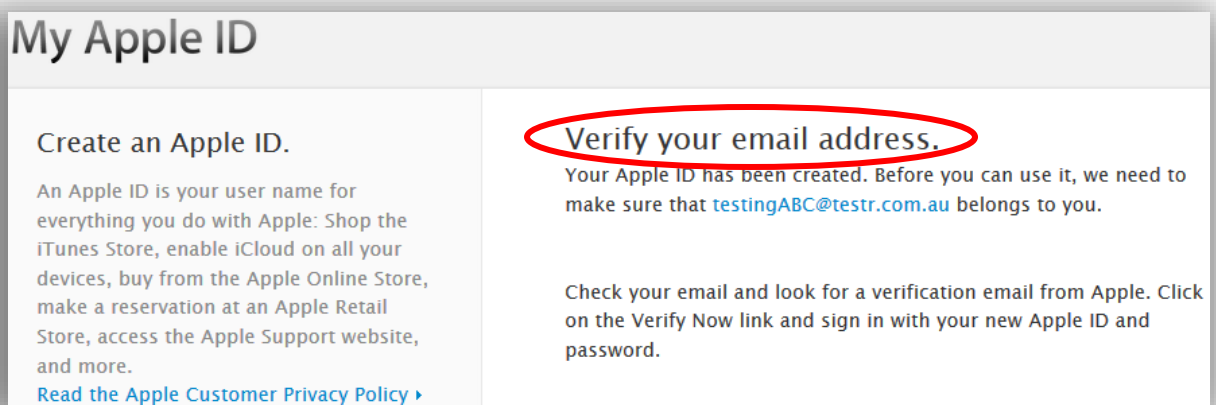 My Apple ID
Create an Apple ID.
An Apple ID is your user name for
everything you do with Apple: Shop the
iTunes Store, enable iCloud on all your
devices, buy from the Apple Online Store,
make a reservation at an Apple Retail
Store, access the Apple Support website,
and more.
Read the Apple Customer Privacy Policy ▸
Verify your email address.
Your Apple ID has been created. Before you can use it, we need to
make sure that testingABC@testr.com.au belongs to you.
Check your email and look for a verification email from Apple. Click
on the Verify Now link and sign in with your new Apple ID and
password.